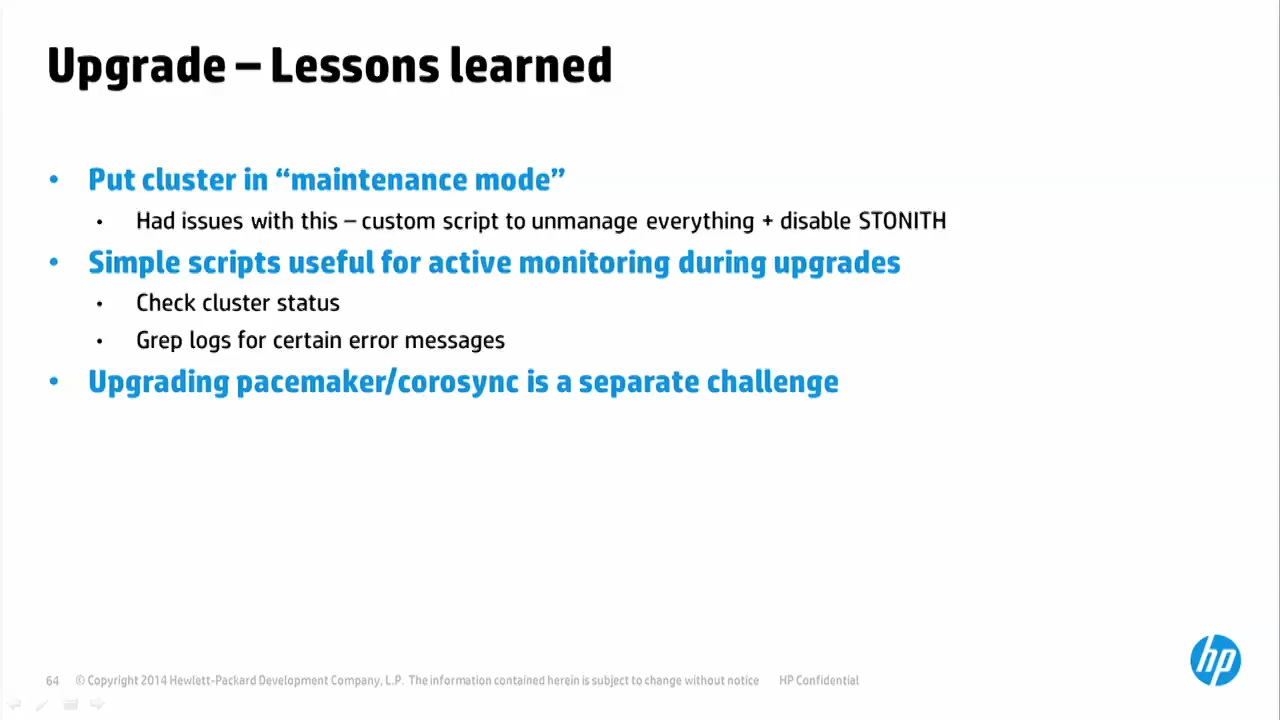 Upgrade – Lessons learned
• Put cluster in “maintenance mode”
• Had issues with this – custom script to unmanage everything + disable STONITH
• Simple scripts useful for active monitoring during upgrades
• Check cluster status
• Grep logs for certain error messages
• Upgrading pacemaker/corosync is a separate challenge
hp
64 © Copyright 2014 Hewlett-Packard Development Company, L.P. The information contained herein is subject to change without notice HP Confidential